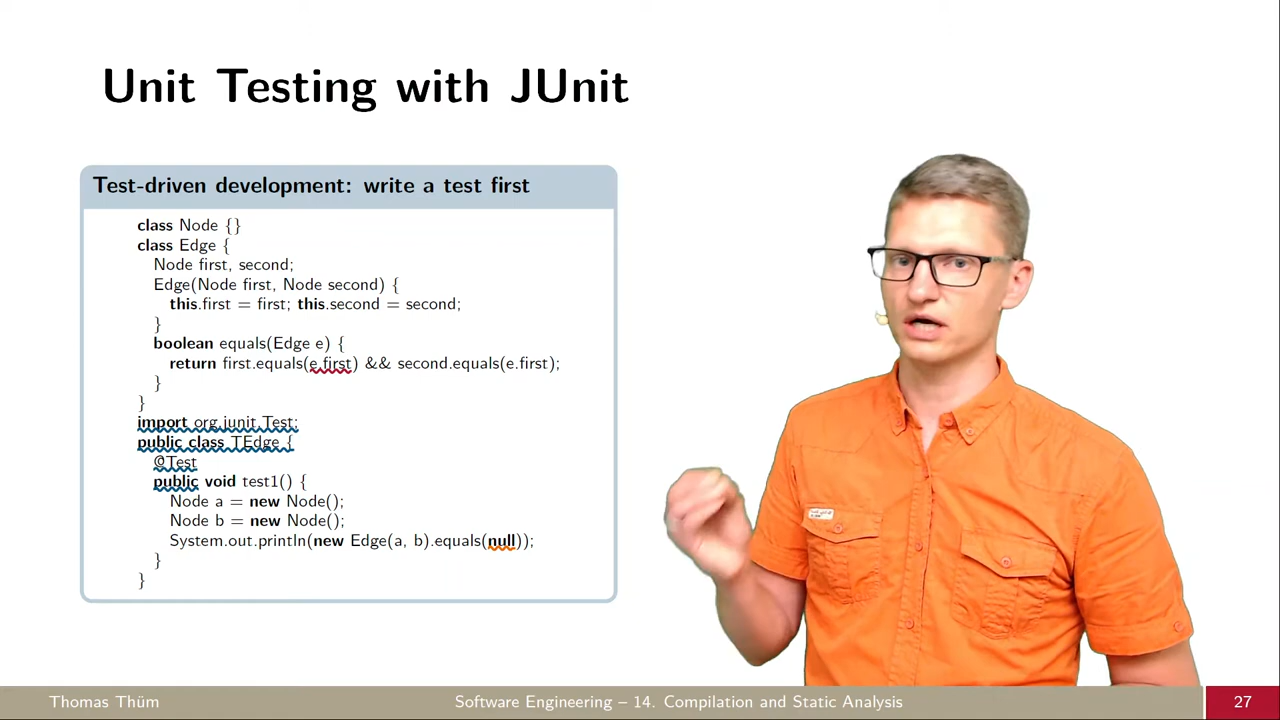 Unit Testing with JUnit
Test-driven development: write a test first
class Node {}
class Edge {
Node first, second;
Edge(Node first, Node second) {
this.first = first; this.second = second;
}
boolean equals(Edge e) {
return first.equals(e.first) && second.equals(e.first);
}
}
import org.junit.Test;
public class TEdge {
@Test
public void test1() {
Node a = new Node();
Node b = new Node();
System.out.println(new Edge(a, b).equals(null));
}
}
Thomas Thüm
Software Engineering – 14. Compilation and Static Analysis
27